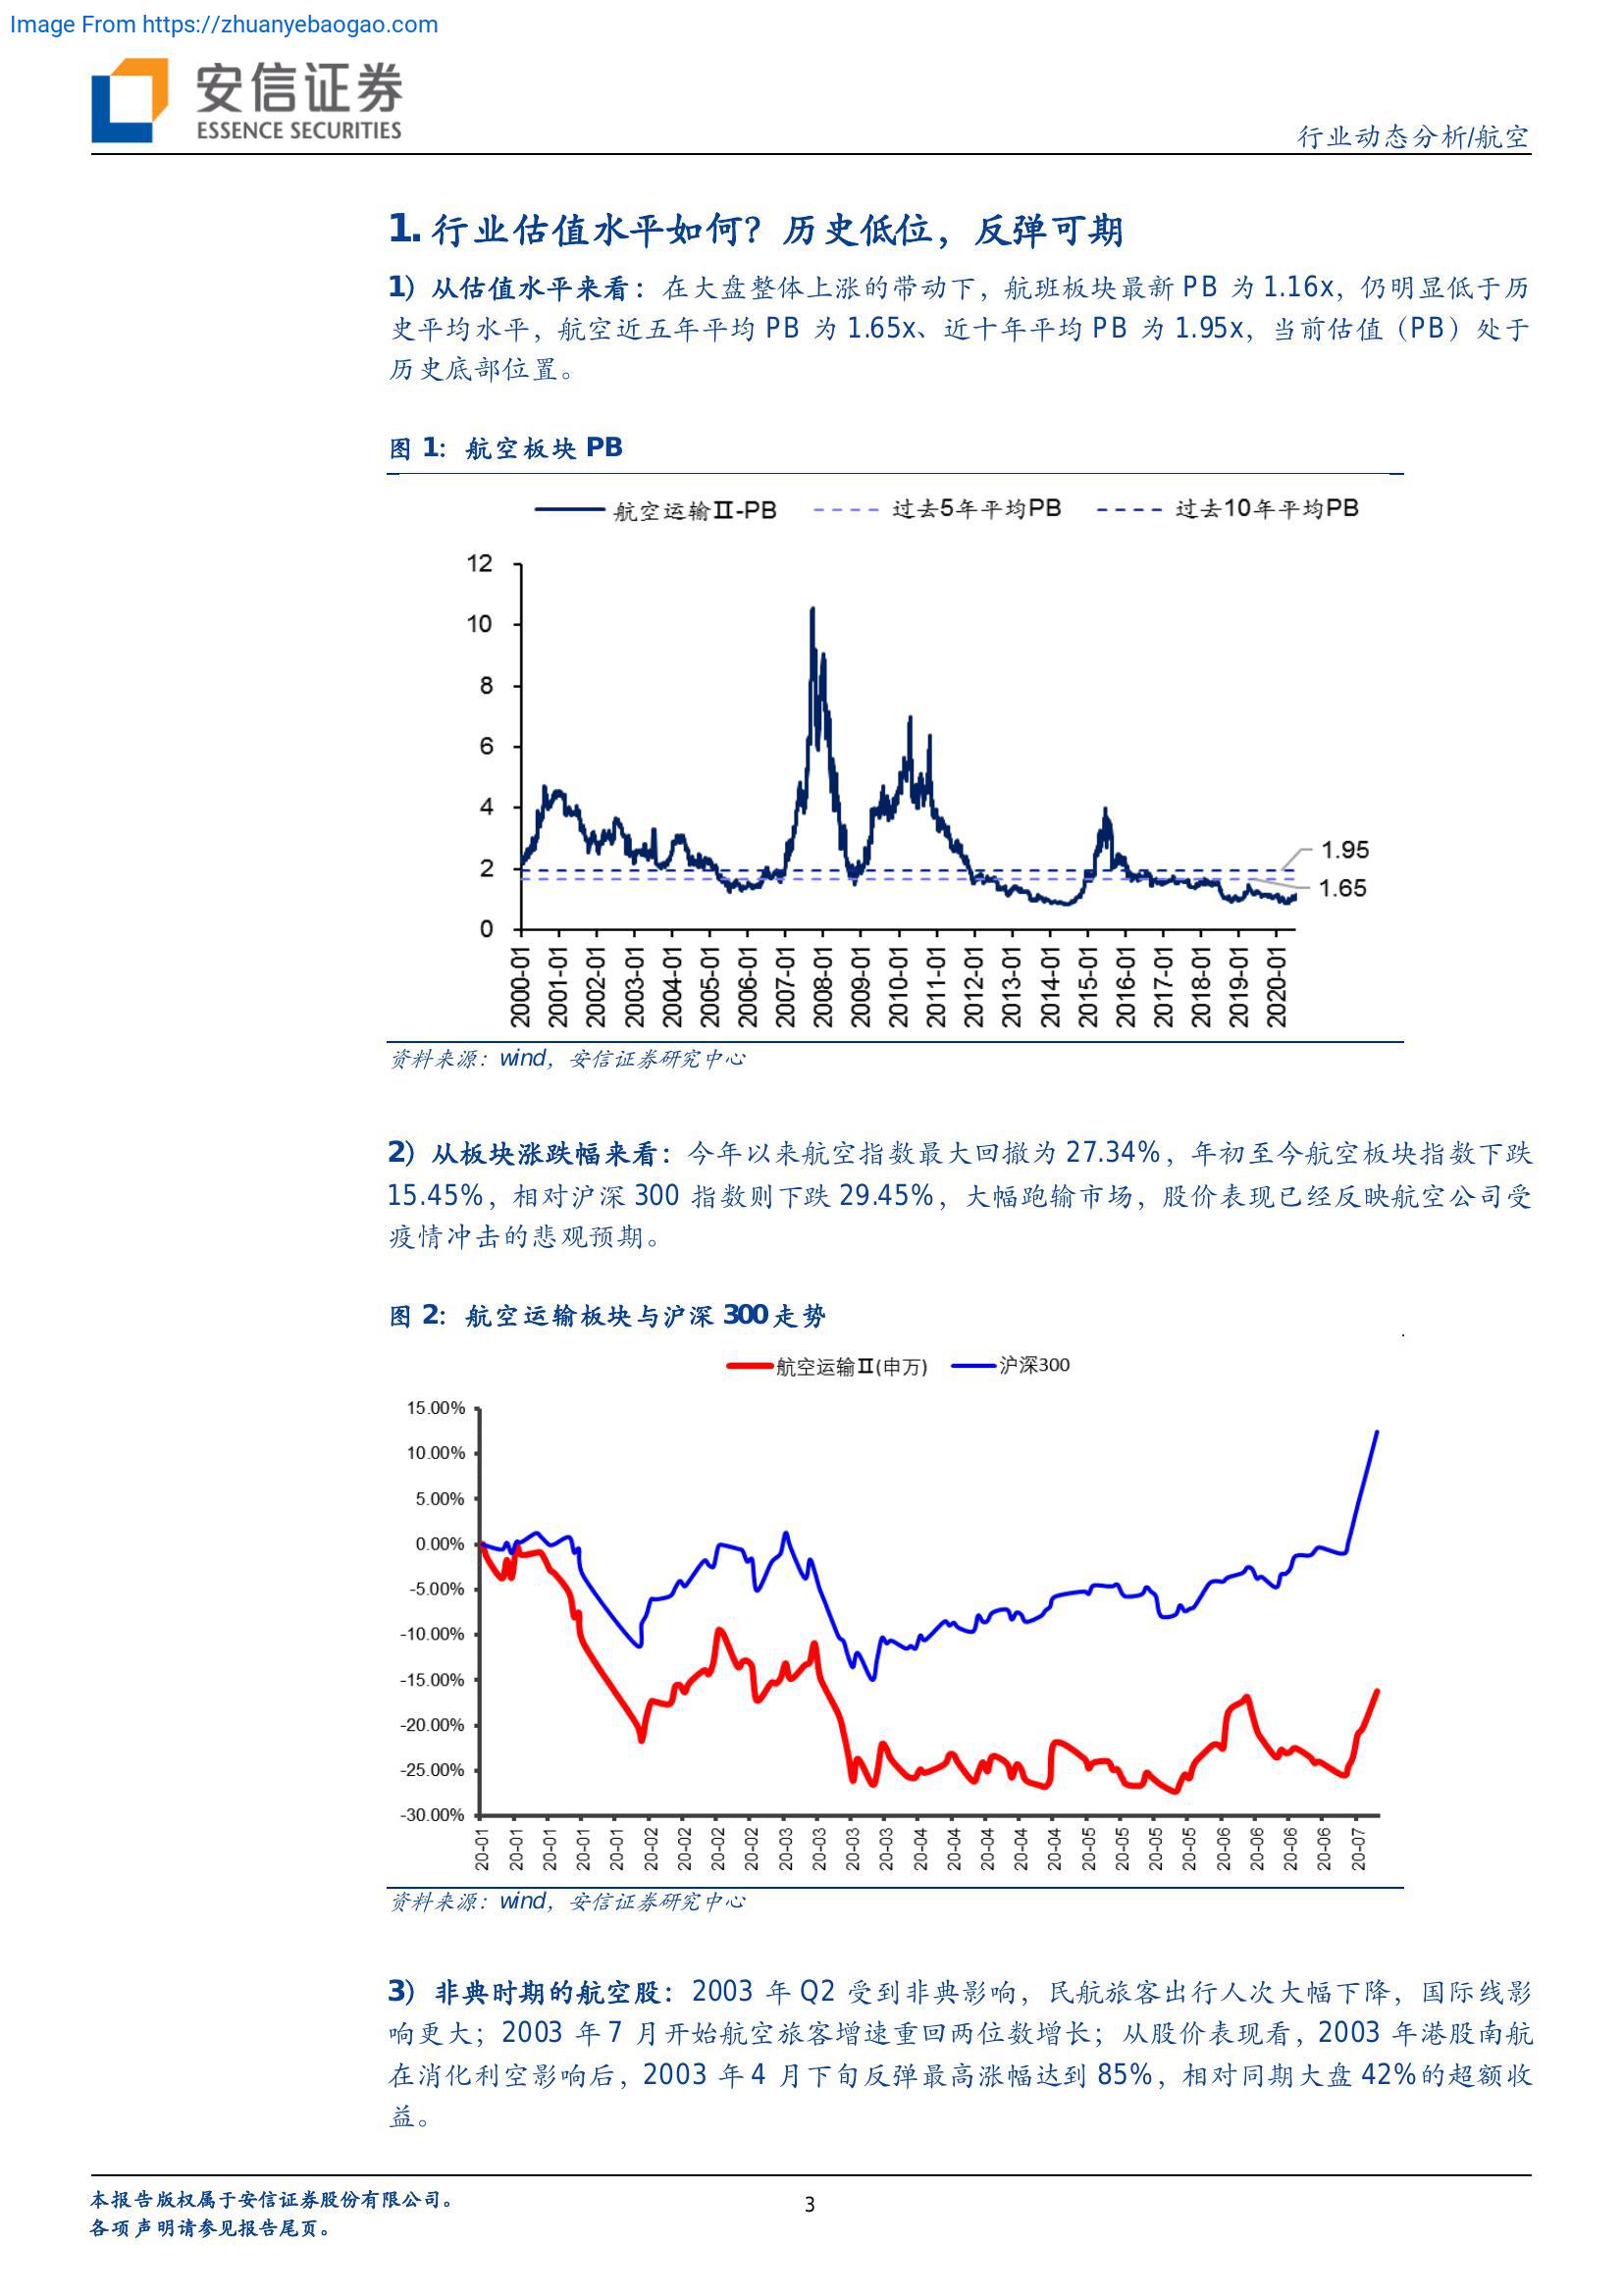 Image From https://zhuanyebaogao.com
安信证券
ESSENCE SECURITIES
行业动态分析/航空
1. 行业估值水平如何？历史低位，反弹可期
1）从估值水平来看：在大盘整体上涨的带动下，航班板块最新 PB 为 1.16x，仍明显低于历
史平均水平，航空近五年平均 PB 为 1.65x、近十年平均 PB 为 1.95x，当前估值（PB）处于
历史底部位置。
图 1：航空板块 PB
航空运输Ⅱ-PB 过去5年平均PB 过去10年平均PB
12
10
8
6
4
2
0
1.95
1.65
2000-01 2001-01 2002-01 2003-01 2004-01 2005-01 2006-01 2007-01 2008-01 2009-01 2010-01 2011-01 2012-01 2013-01 2014-01 2015-01 2016-01 2017-01 2018-01 2019-01 2020-01
资料来源：wind，安信证券研究中心
2）从板块涨跌幅来看：今年以来航空指数最大回撤为 27.34%，年初至今航空板块指数下跌
15.45%，相对沪深 300 指数则下跌 29.45%，大幅跑输市场，股价表现已经反映航空公司受
疫情冲击的悲观预期。
图 2：航空运输板块与沪深 300 走势
航空运输Ⅱ(申万) 沪深300
15.00%
10.00%
5.00%
0.00%
-5.00%
-10.00%
-15.00%
-20.00%
-25.00%
-30.00%
20-01 20-01 20-01 20-01 20-01 20-02 20-02 20-02 20-02 20-03 20-03 20-03 20-03 20-04 20-04 20-04 20-04 20-04 20-05 20-05 20-05 20-05 20-06 20-06 20-06 20-06 20-07
资料来源：wind，安信证券研究中心
3）非典时期的航空股：2003 年 Q2 受到非典影响，民航旅客出行人次大幅下降，国际线影
响更大；2003 年 7 月开始航空旅客增速重回两位数增长；从股价表现看，2003 年港股南航
在消化利空影响后，2003 年 4 月下旬反弹最高涨幅达到 85%，相对同期大盘 42%的超额收
益。
本报告版权属于安信证券股份有限公司。
各项声明请参见报告尾页。
3